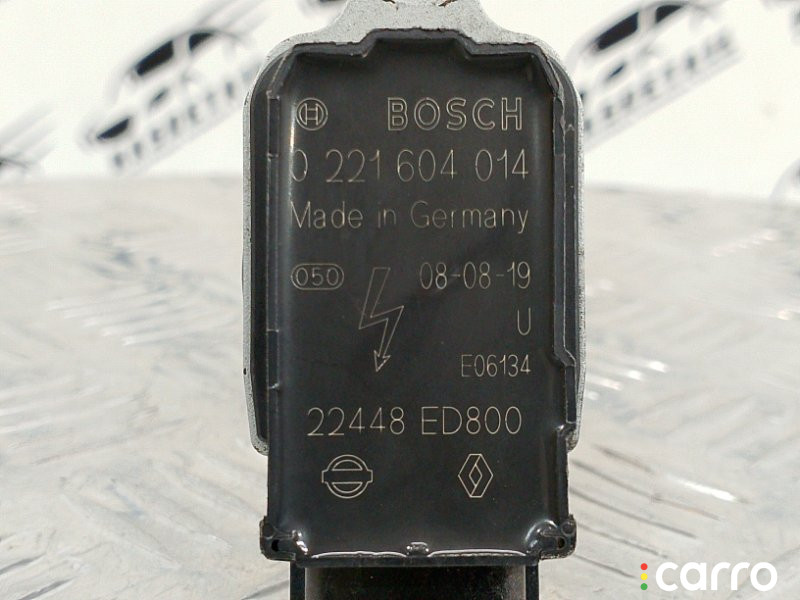 BOSCH
0 221 604 014
Made in Germany
050 08-08-19
U
E06134
22448 ED800
carro